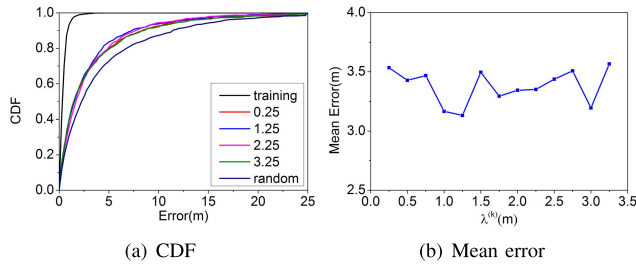 CDF
1.0
0.8
0.6
0.4
0.2
0.0
training
0.25
1.25
2.25
3.25
random
0 5 10 15 20 25
Error(m)
(a) CDF
Mean Error(m)
4.0
3.5
3.0
2.5
0.0 0.5 1.0 1.5 2.0 2.5 3.0 3.5
λ(k)(m)
(b) Mean error